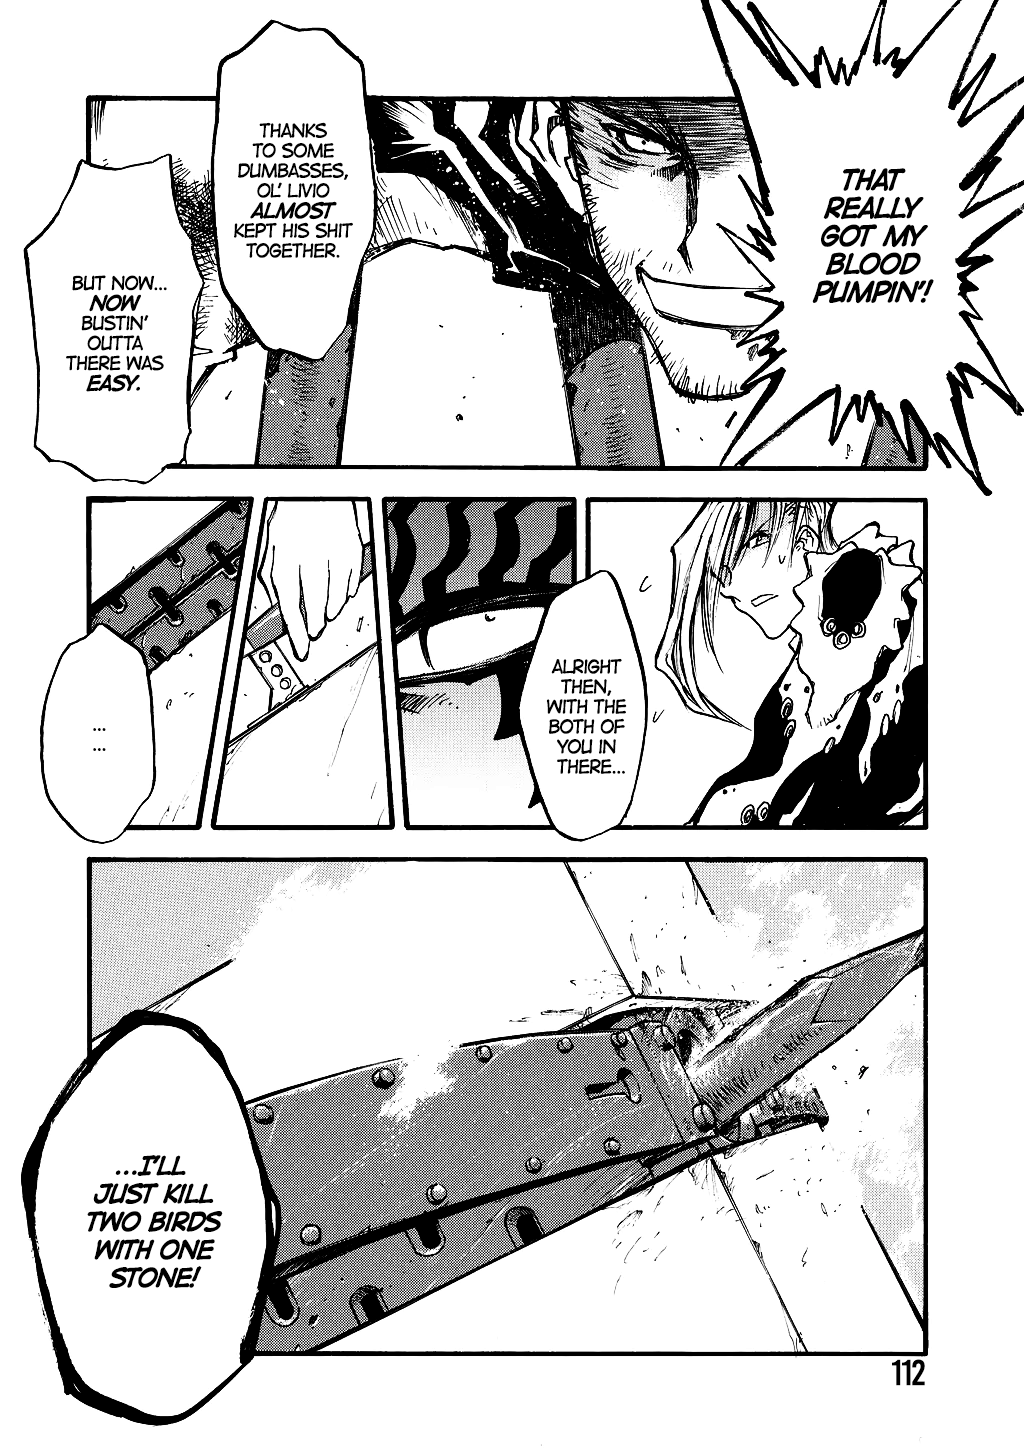 THAT
REALLY
GOT MY
BLOOD
PUMPIN'!
THANKS
TO SOME
DUMBASSES,
OL' LIVIO
ALMOST
KEPT HIS SHIT
TOGETHER.
BUT NOW...
NOW
BUSTIN'
OUTTA
THERE WAS
EASY.
ALRIGHT
THEN,
WITH THE
BOTH OF
YOU IN
THERE...
...
...
...I'LL
JUST KILL
TWO BIRDS
WITH ONE
STONE!
112